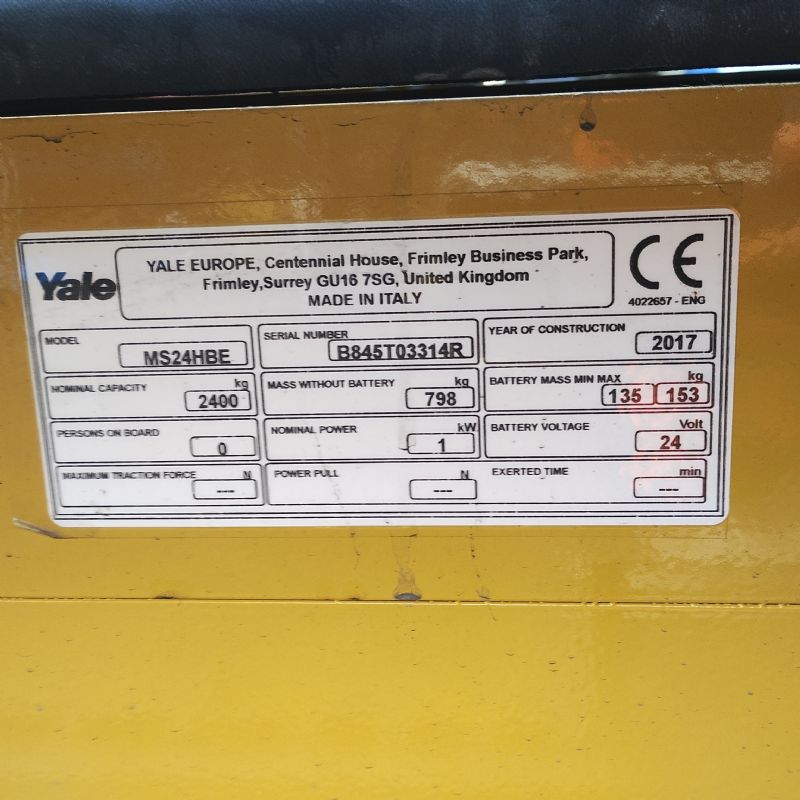 Yale
YALE EUROPE, Centennial House, Frimley Business Park,
Frimley,Surrey GU16 7SG, United Kingdom
MADE IN ITALY
CE
4022657 - ENG
MODEL MS24HBE
SERIAL NUMBER B845T03314R
YEAR OF CONSTRUCTION 2017
NOMINAL CAPACITY kg 2400
MASS WITHOUT BATTERY kg 798
BATTERY MASS MIN MAX kg 135 153
PERSONS ON BOARD 0
NOMINAL POWER kW 1
BATTERY VOLTAGE Volt 24
MAXIMUM TRACTION FORCE N ---
POWER PULL N ---
EXERTED TIME min ---